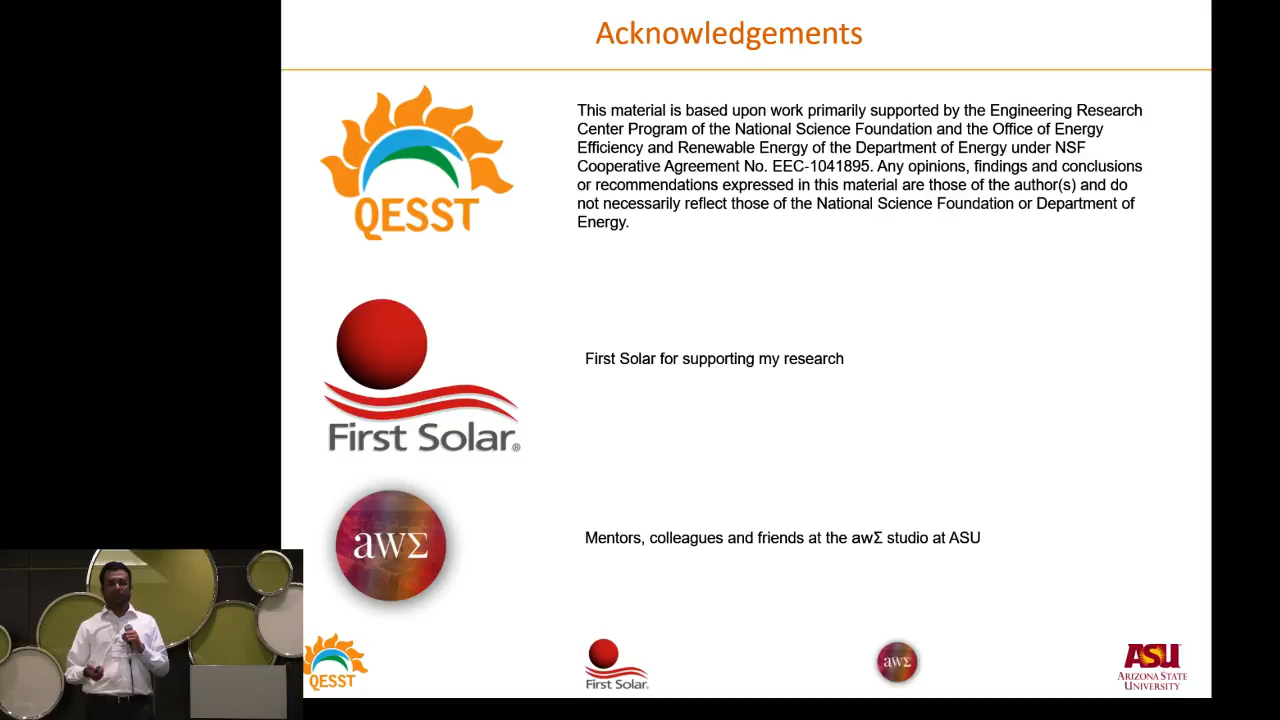 Acknowledgements
This material is based upon work primarily supported by the Engineering Research
Center Program of the National Science Foundation and the Office of Energy
Efficiency and Renewable Energy of the Department of Energy under NSF
Cooperative Agreement No. EEC-1041895. Any opinions, findings and conclusions
or recommendations expressed in this material are those of the author(s) and do
not necessarily reflect those of the National Science Foundation or Department of
Energy.
QESST
First Solar for supporting my research
First Solar®
awΣ
Mentors, colleagues and friends at the awΣ studio at ASU
QESST
First Solar.
awΣ
ASU
ARIZONA STATE
UNIVERSITY